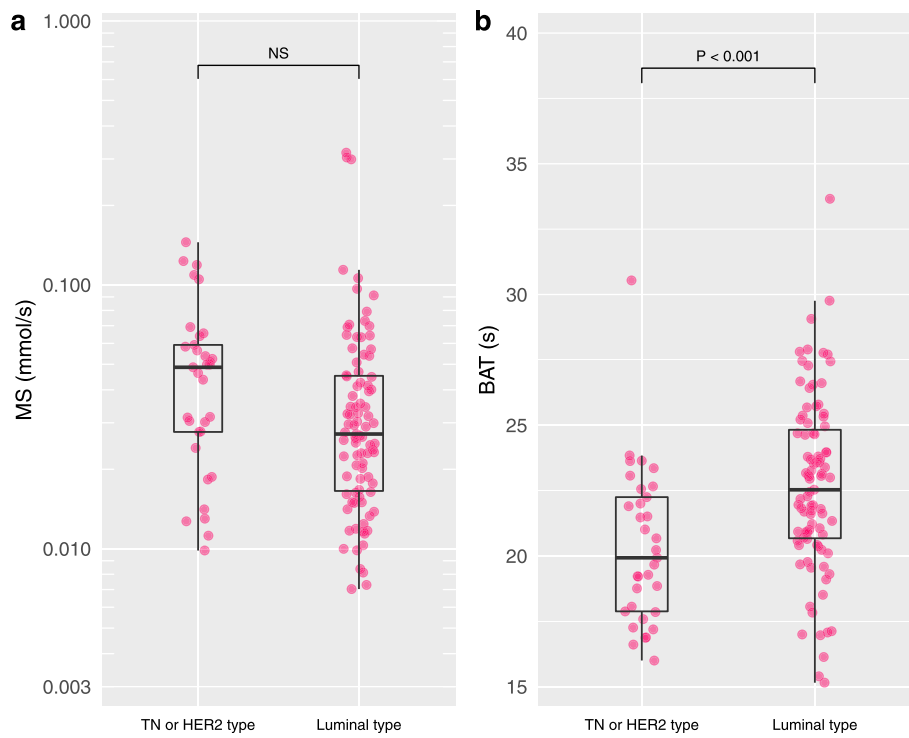 a
MS (mmol/s)
1.000
0.100
0.010
0.003
NS
TN or HER2 type
Luminal type
b
BAT (s)
40
35
30
25
20
15
P < 0.001
TN or HER2 type
Luminal type